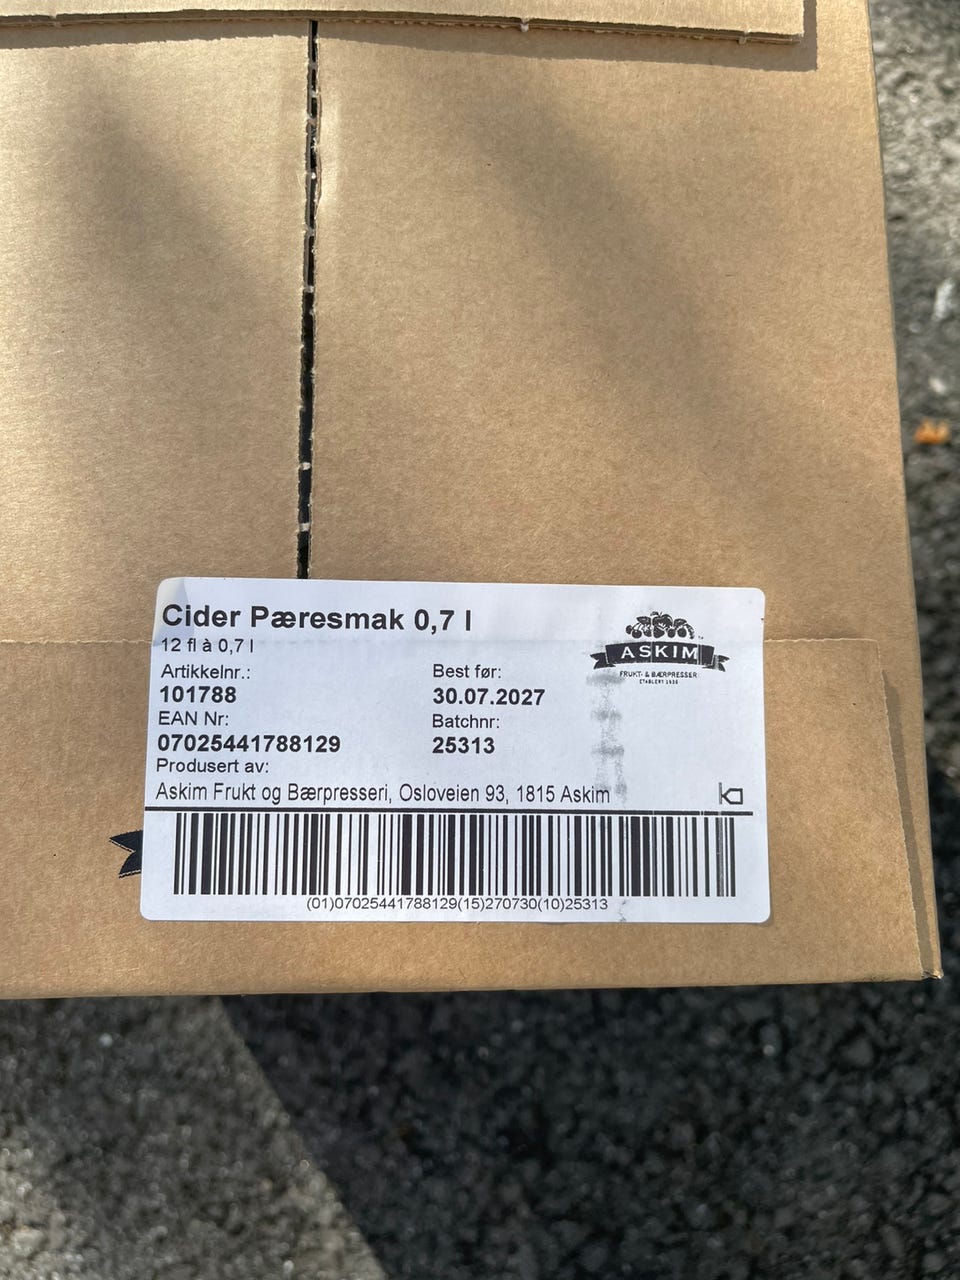 Cider Pæresmak 0,7 l
12 fl à 0,7 l
Artikkelnr.:
101788
EAN Nr:
07025441788129
Best før:
30.07.2027
Batchnr:
25313
ASKIM
FRUKT- & BÆRPRESSERI
Produsert av:
Askim Frukt og Bærpresseri, Osloveien 93, 1815 Askim
(01)07025441788129(15)270730(10)25313